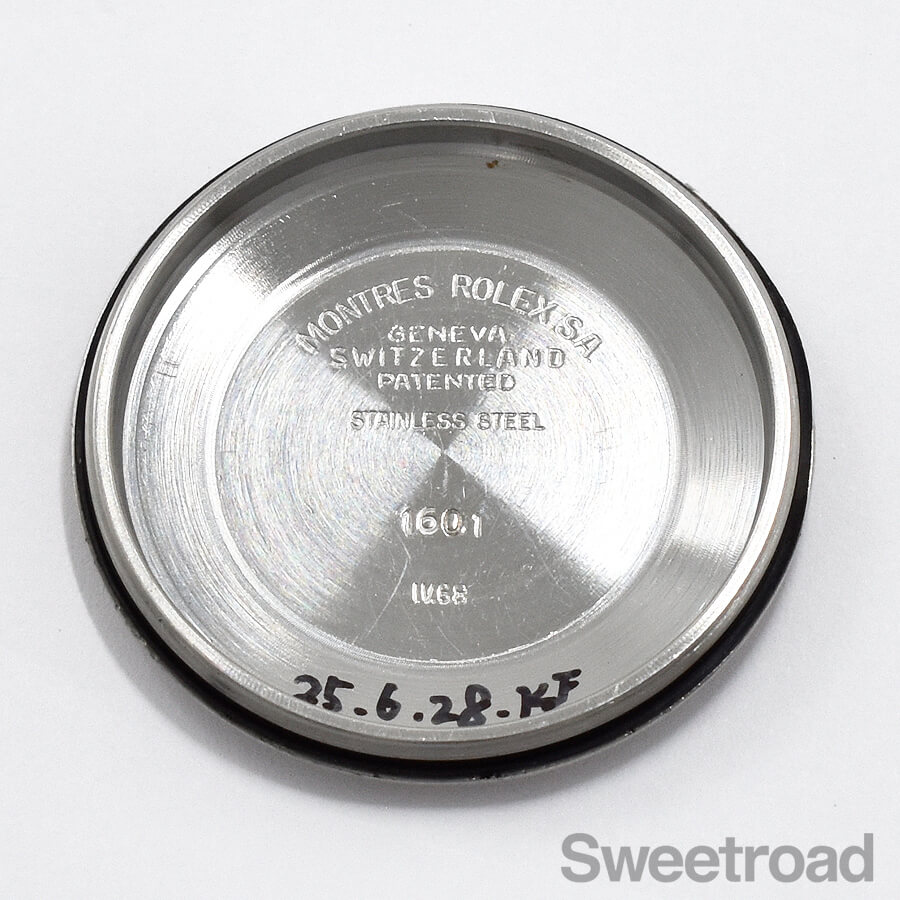 MONTRES ROLEX SA
GENEVA
SWITZERLAND
PATENTED
STAINLESS STEEL
1601
IV.68
25.6.28.KF
Sweetroad